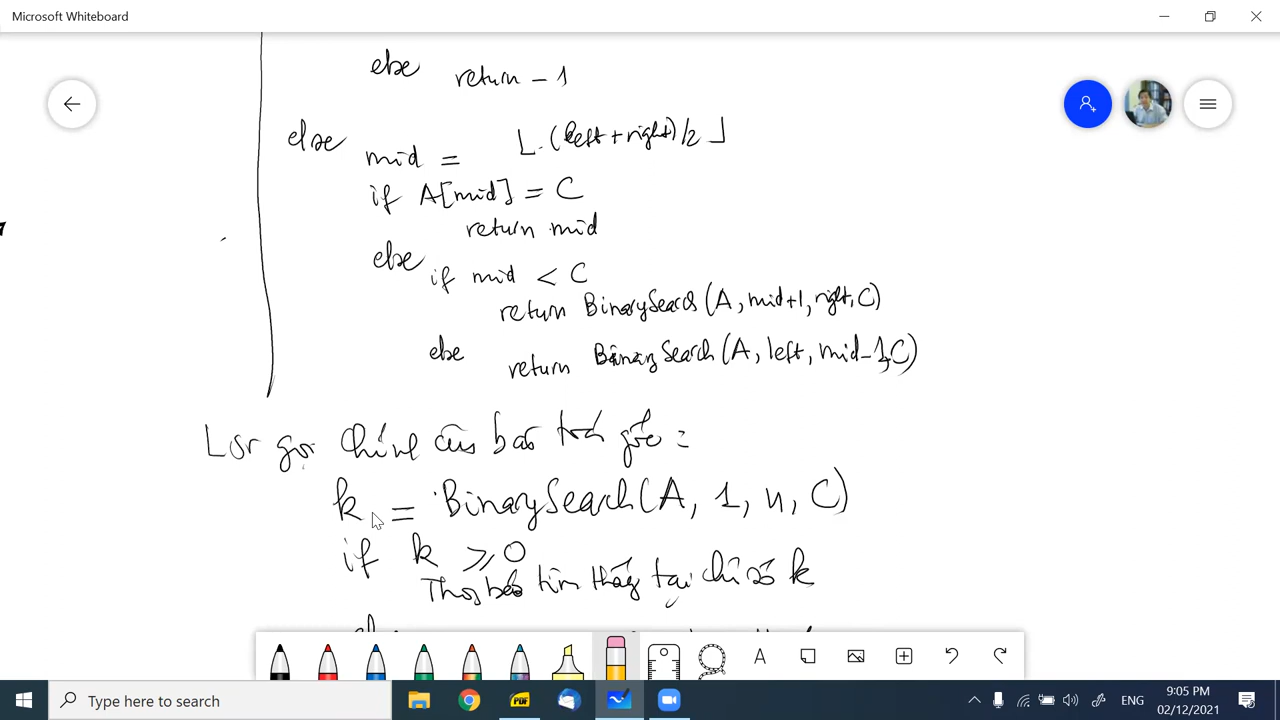 Microsoft Whiteboard
else return - 1
else mid = ⌊(left + right)/2⌋
if A[mid] = C
return mid
else if mid < C
return BinarySearch(A, mid+1, right, C)
else return BinarySearch(A, left, mid-1, C)
Lời gọi chính của bài toán gốc :
k = BinarySearch(A, 1, n, C)
if k ≥ 0
Thông báo tìm thấy tại chỉ số k
else
A
Type here to search
PDF
ENG
9:05 PM
02/12/2021